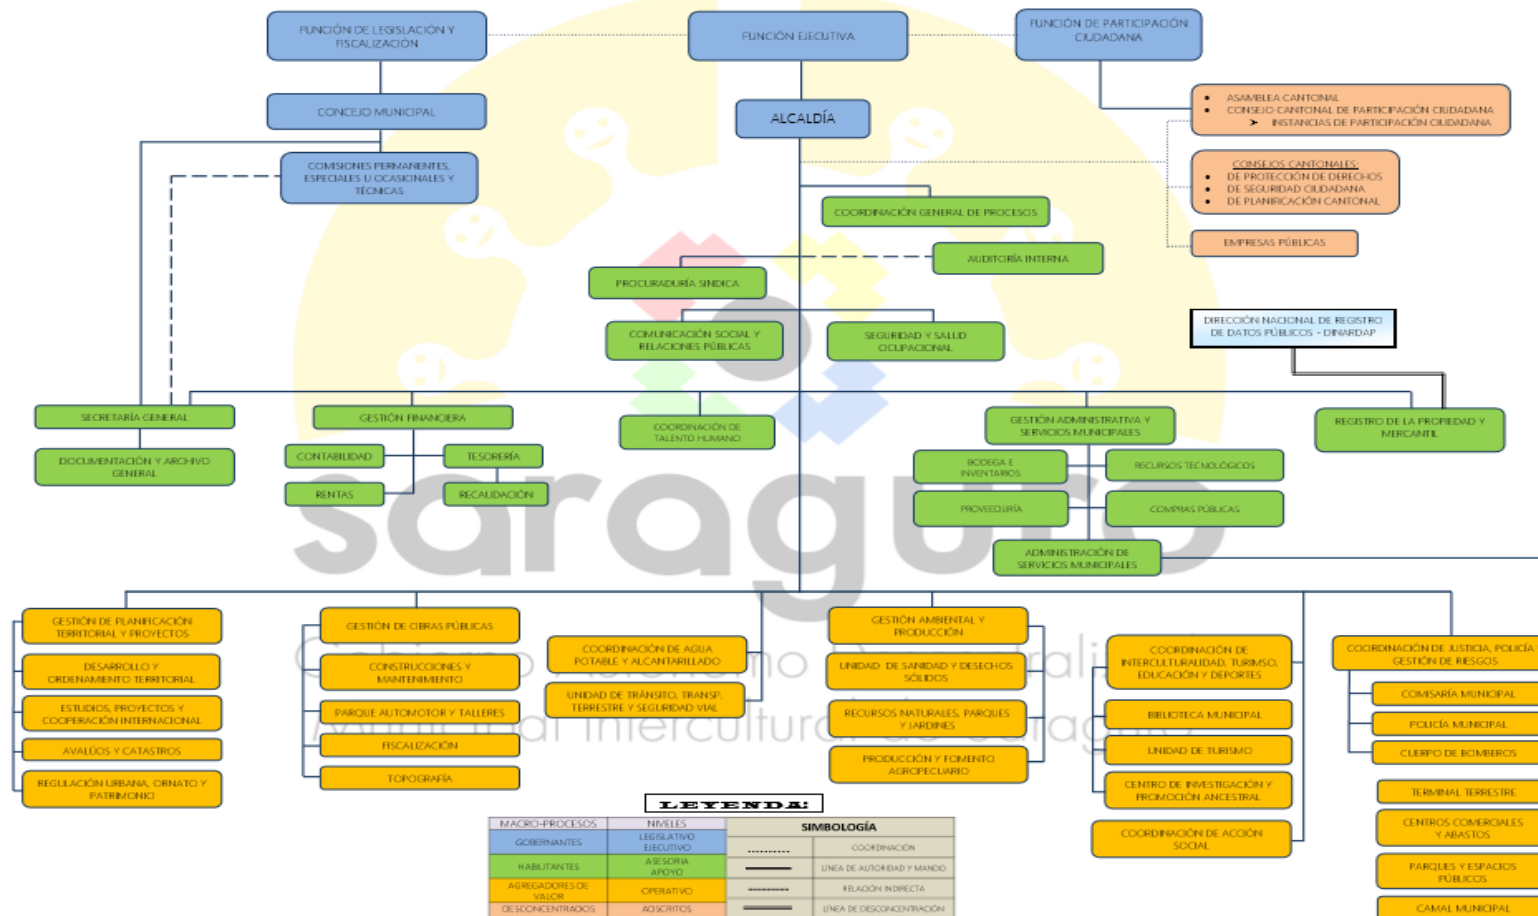 FUNCIÓN DE LEGISLACIÓN Y
FISCALIZACIÓN
FUNCIÓN EJECUTIVA
FUNCIÓN DE PARTICIPACIÓN
CIUDADANA
CONCEJO MUNICIPAL
ALCALDÍA
• ASAMBLEA CANTONAL
• CONSEJO CANTONAL DE PARTICIPACIÓN CIUDADANA
➤ INSTANCIAS DE PARTICIPACIÓN CIUDADANA
COMISIONES PERMANENTES,
ESPECIALES U OCASIONALES Y
TÉCNICAS
CONSEJOS CANTONALES:
• DE PROTECCIÓN DE DERECHOS
• DE SEGURIDAD CIUDADANA
• DE PLANIFICACIÓN CANTONAL
COORDINACIÓN GENERAL DE PROCESOS
EMPRESAS PÚBLICAS
AUDITORÍA INTERNA
PROCURADURÍA SINDICA
COMUNICACIÓN SOCIAL Y
RELACIONES PÚBLICAS
SEGURIDAD Y SALUD
OCUPACIONAL
DIRECCIÓN NACIONAL DE REGISTRO
DE DATOS PÚBLICOS - DINARDAP
SECRETARÍA GENERAL
DOCUMENTACIÓN Y ARCHIVO
GENERAL
GESTIÓN FINANCIERA
CONTABILIDAD
TESORERÍA
RENTAS
RECAUDACIÓN
COORDINACIÓN DE
TALENTO HUMANO
GESTIÓN ADMINISTRATIVA Y
SERVICIOS MUNICIPALES
BODEGA E
INVENTARIOS
RECURSOS TECNOLÓGICOS
PROVEEDURÍA
COMPRAS PÚBLICAS
ADMINISTRACIÓN DE
SERVICIOS MUNICIPALES
REGISTRO DE LA PROPIEDAD Y
MERCANTIL
saraguro
GESTIÓN DE PLANIFICACIÓN
TERRITORIAL Y PROYECTOS
DESARROLLO Y
ORDENAMIENTO TERRITORIAL
ESTUDIOS, PROYECTOS Y
COOPERACIÓN INTERNACIONAL
AVALÚOS Y CATASTROS
REGULACIÓN URBANA, ORNATO Y
PATRIMONIO
GESTIÓN DE OBRAS PÚBLICAS
CONSTRUCCIONES Y
MANTENIMIENTO
PARQUE AUTOMOTOR Y TALLERES
FISCALIZACIÓN
TOPOGRAFÍA
COORDINACIÓN DE AGUA
POTABLE Y ALCANTARILLADO
UNIDAD DE TRÁNSITO, TRANSP.
TERRESTRE Y SEGURIDAD VIAL
GESTIÓN AMBIENTAL Y
PRODUCCIÓN
UNIDAD DE SANIDAD Y DESECHOS
SÓLIDOS
RECURSOS NATURALES, PARQUES
Y JARDINES
PRODUCCIÓN Y FOMENTO
AGROPECUARIO
COORDINACIÓN DE
INTERCULTURALIDAD, TURIMSO,
EDUCACIÓN Y DEPORTES
BIBLIOTECA MUNICIPAL
UNIDAD DE TURISMO
CENTRO DE INVESTIGACIÓN Y
PROMOCIÓN ANCESTRAL
COORDINACIÓN DE ACCIÓN
SOCIAL
COORDINACIÓN DE JUSTICIA, POLICÍA
GESTIÓN DE RIESGOS
COMISARÍA MUNICIPAL
POLICÍA MUNICIPAL
CUERPO DE BOMBEROS
TERMINAL TERRESTRE
CENTROS COMERCIALES
Y ABASTOS
PARQUES Y ESPACIOS
PÚBLICOS
CAMAL MUNICIPAL
LEYENDA:
MACRO-PROCESOS NIVELES SIMBOLOGÍA
GOBERNANTES LEGISLATIVO
EJECUTIVO
COORDINACIÓN
HABILITANTES ASESORIA
APOYO
LÍNEA DE AUTORIDAD Y MANDO
AGREGADORES DE
VALOR
OPERATIVO
RELACIÓN INDIRECTA
DESCONCENTRADOS ADSCRITOS LÍNEA DE DESCONCENTRACIÓN